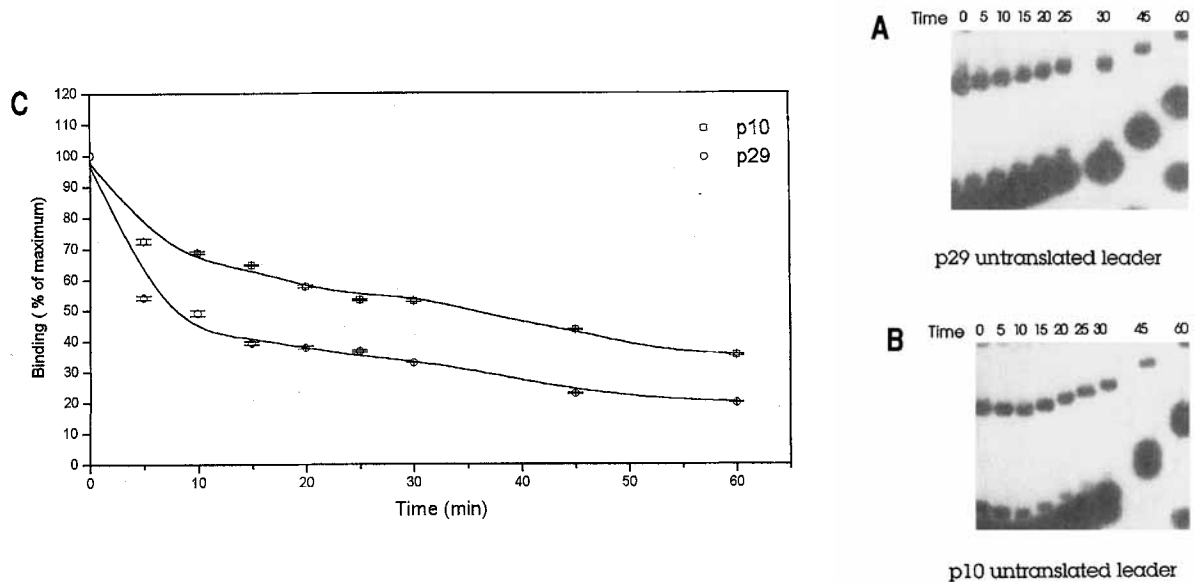 C
120
110
100
90
80
70
60
50
40
30
20
10
0
Binding ( % of maximum)
0 10 20 30 40 50 60
Time (min)
p10
p29
A
Time 0 5 10 15 20 25 30 45 60
p29 untranslated leader
B
Time 0 5 10 15 20 25 30 45 60
p10 untranslated leader